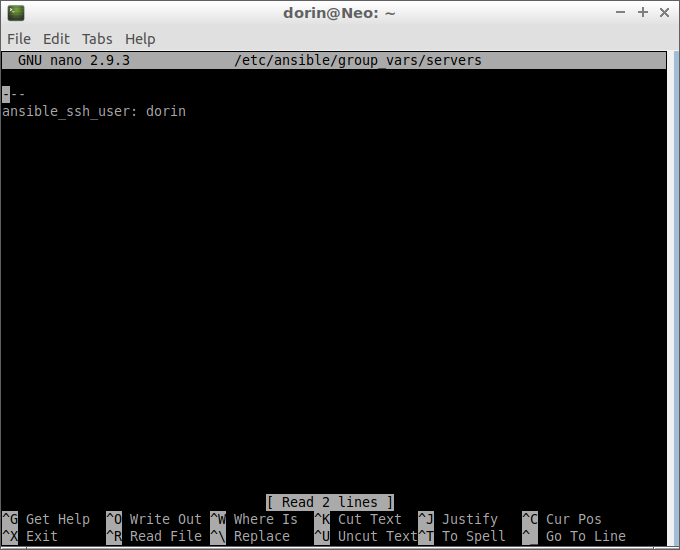 dorin@Neo: ~
File Edit Tabs Help
GNU nano 2.9.3 /etc/ansible/group_vars/servers
---
ansible_ssh_user: dorin
[ Read 2 lines ]
^G Get Help ^O Write Out ^W Where Is ^K Cut Text ^J Justify ^C Cur Pos
^X Exit ^R Read File ^\ Replace ^U Uncut Text ^T To Spell ^_ Go To Line